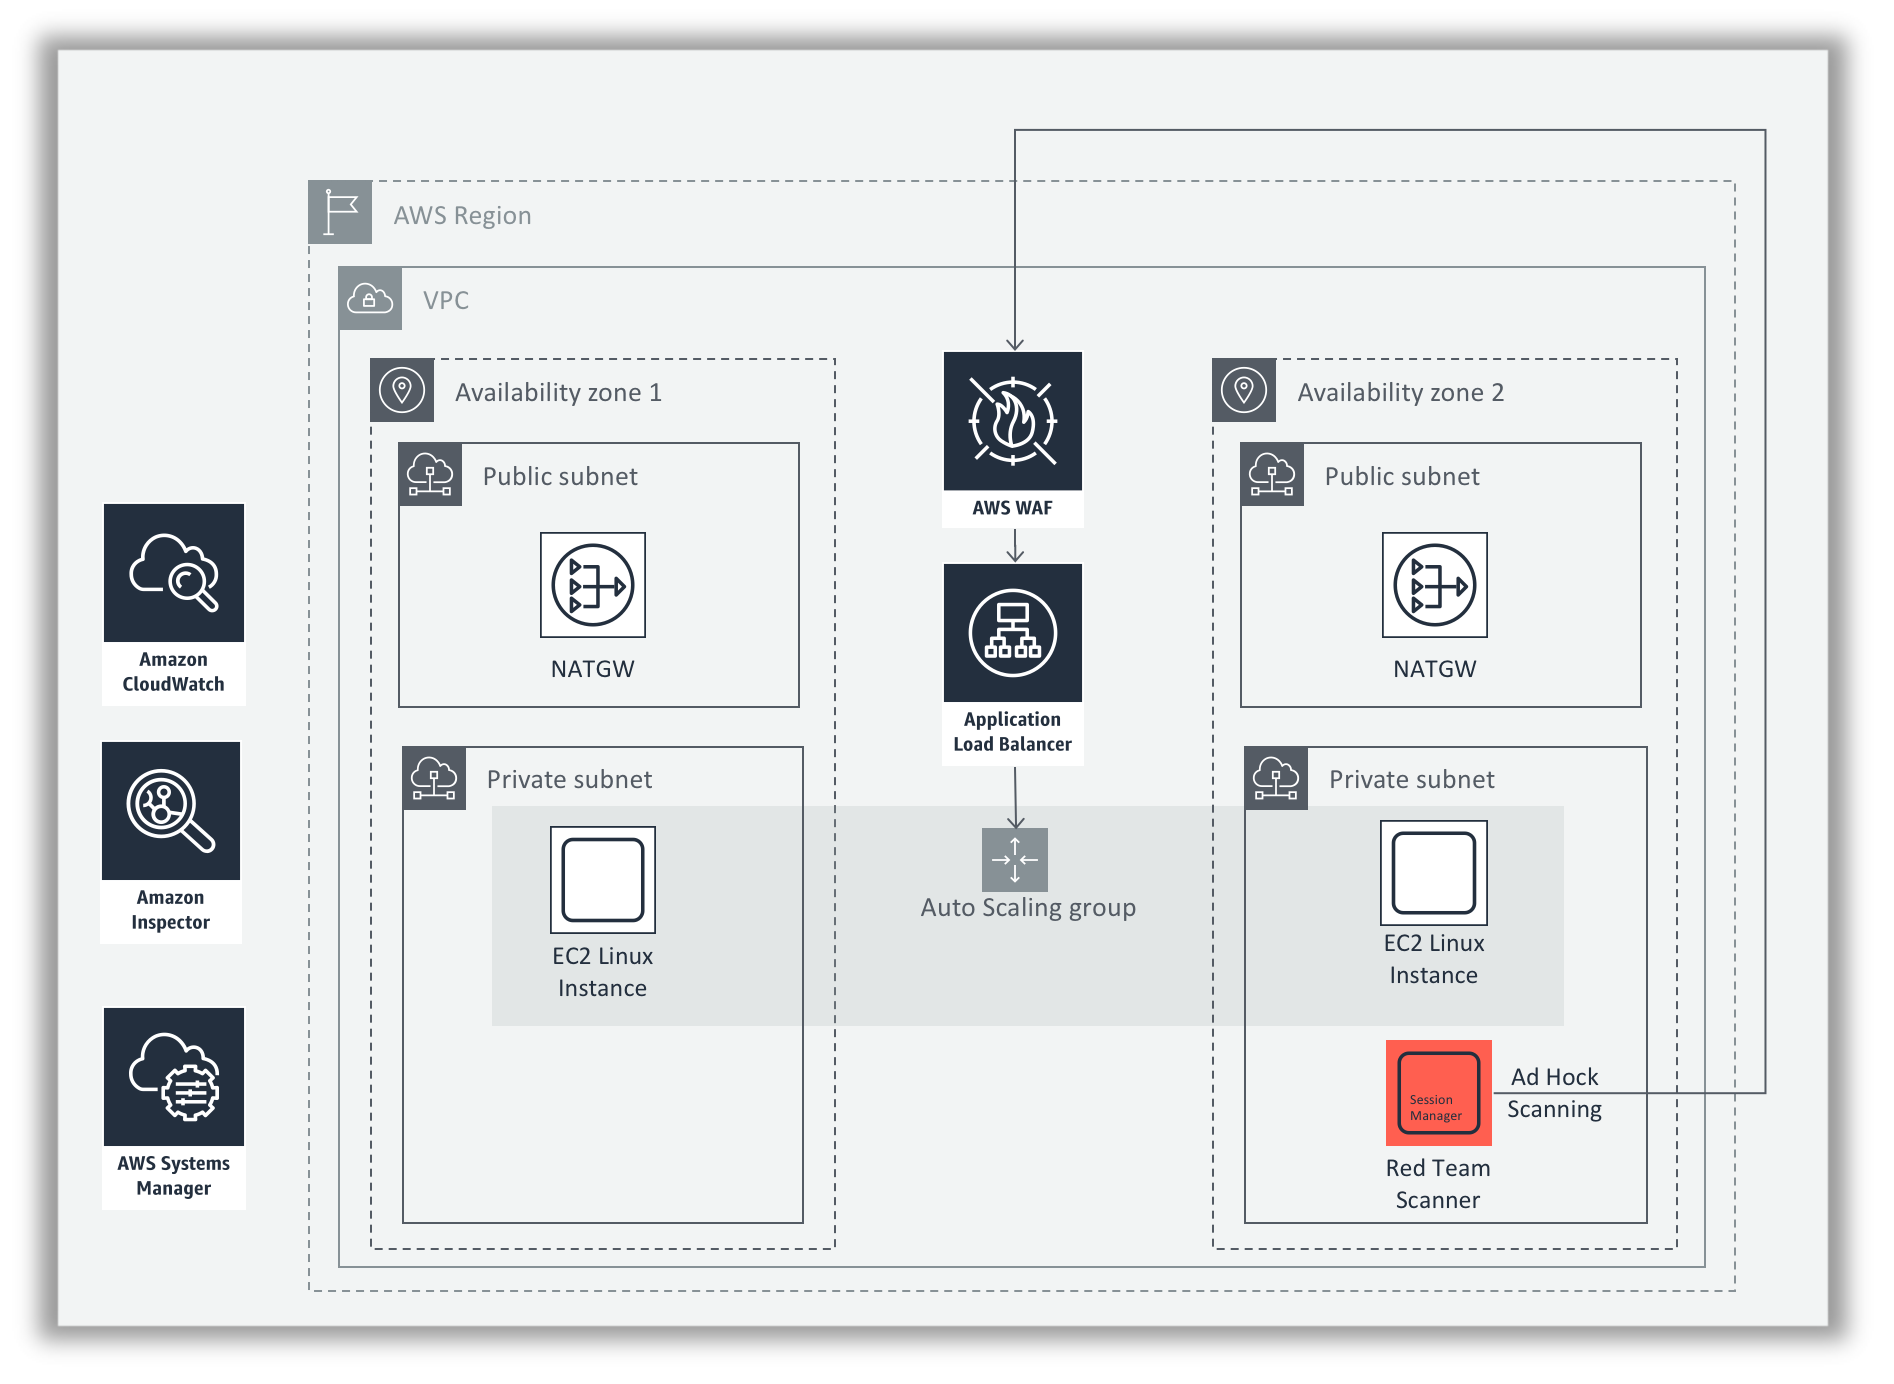 AWS Region
VPC
Availability zone 1
Availability zone 2
Public subnet
Public subnet
AWS WAF
NATGW
NATGW
Amazon
CloudWatch
Application
Load Balancer
Private subnet
Private subnet
Amazon
Inspector
Auto Scaling group
EC2 Linux
Instance
EC2 Linux
Instance
Session
Manager
Ad Hock
Scanning
Red Team
Scanner
AWS Systems
Manager